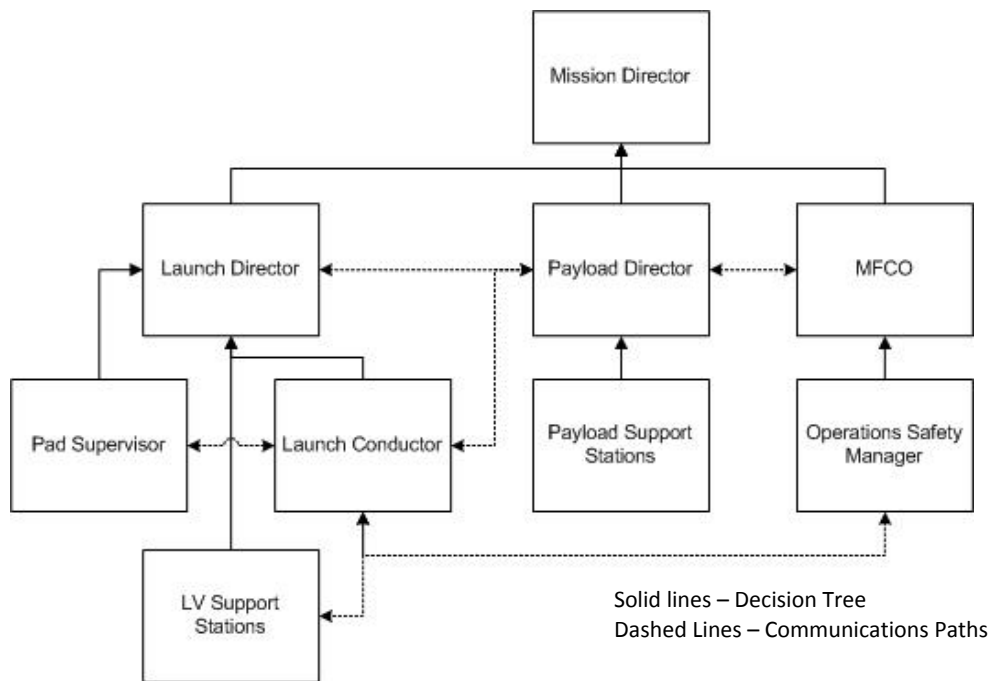 Mission Director
Launch Director
Payload Director
MFCO
Pad Supervisor
Launch Conductor
Payload Support
Stations
Operations Safety
Manager
LV Support
Stations
Solid lines – Decision Tree
Dashed Lines – Communications Paths